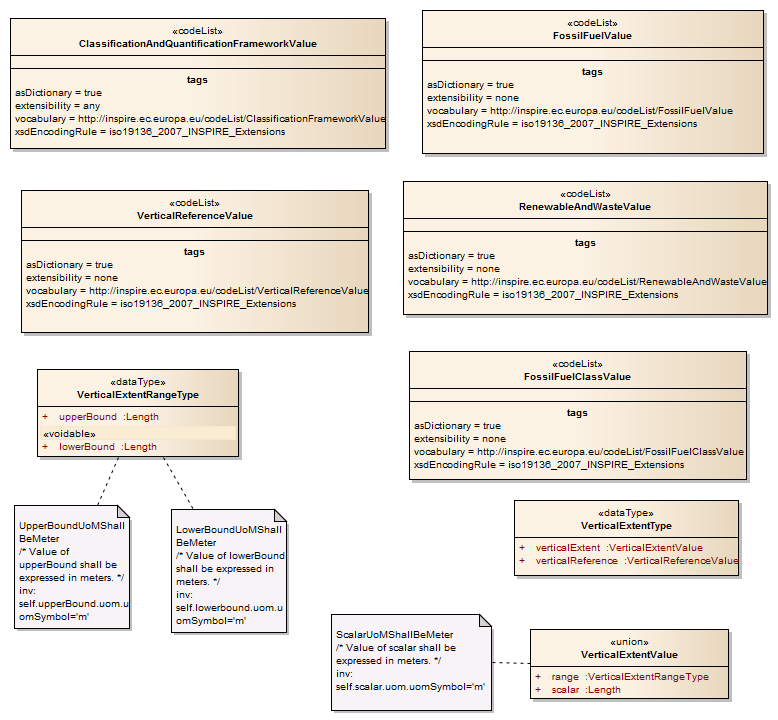 «codeList»
ClassificationAndQuantificationFrameworkValue
tags
asDictionary = true
extensibility = any
vocabulary = http://inspire.ec.europa.eu/codeList/ClassificationFrameworkValue
xsdEncodingRule = iso19136_2007_INSPIRE_Extensions
«codeList»
FossilFuelValue
tags
asDictionary = true
extensibility = none
vocabulary = http://inspire.ec.europa.eu/codeList/FossilFuelValue
xsdEncodingRule = iso19136_2007_INSPIRE_Extensions
«codeList»
VerticalReferenceValue
tags
asDictionary = true
extensibility = none
vocabulary = http://inspire.ec.europa.eu/codeList/VerticalReferenceValue
xsdEncodingRule = iso19136_2007_INSPIRE_Extensions
«codeList»
RenewableAndWasteValue
tags
asDictionary = true
extensibility = none
vocabulary = http://inspire.ec.europa.eu/codeList/RenewableAndWasteValue
xsdEncodingRule = iso19136_2007_INSPIRE_Extensions
«dataType»
VerticalExtentRangeType
+ upperBound :Length
«voidable»
+ lowerBound :Length
«codeList»
FossilFuelClassValue
tags
asDictionary = true
extensibility = none
vocabulary = http://inspire.ec.europa.eu/codeList/FossilFuelClassValue
xsdEncodingRule = iso19136_2007_INSPIRE_Extensions
UpperBoundUoMShall
BeMeter
/* Value of
upperBound shall be
expressed in meters. */
inv:
self.upperBound.uom.u
omSymbol='m'
LowerBoundUoMShall
BeMeter
/* Value of lowerBound
shall be expressed in
meters. */
inv:
self.lowerbound.uom.u
omSymbol='m'
«dataType»
VerticalExtentType
+ verticalExtent :VerticalExtentValue
+ verticalReference :VerticalReferenceValue
ScalarUoMShallBeMeter
/* Value of scalar shall be
expressed in meters. */
inv:
self.scalar.uom.uomSymbol='m'
«union»
VerticalExtentValue
+ range :VerticalExtentRangeType
+ scalar :Length